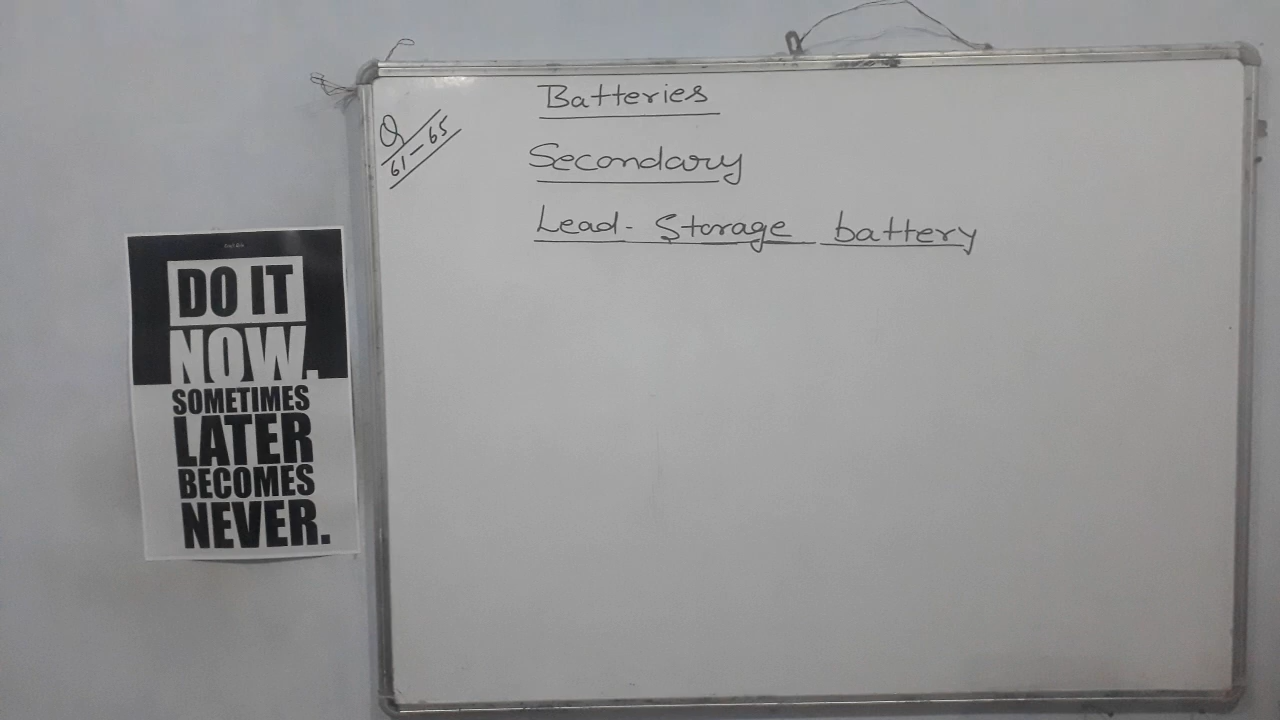 Batteries
Q
61-65
Secondary
Lead-Storage battery
DO IT
NOW.
SOMETIMES
LATER
BECOMES
NEVER.